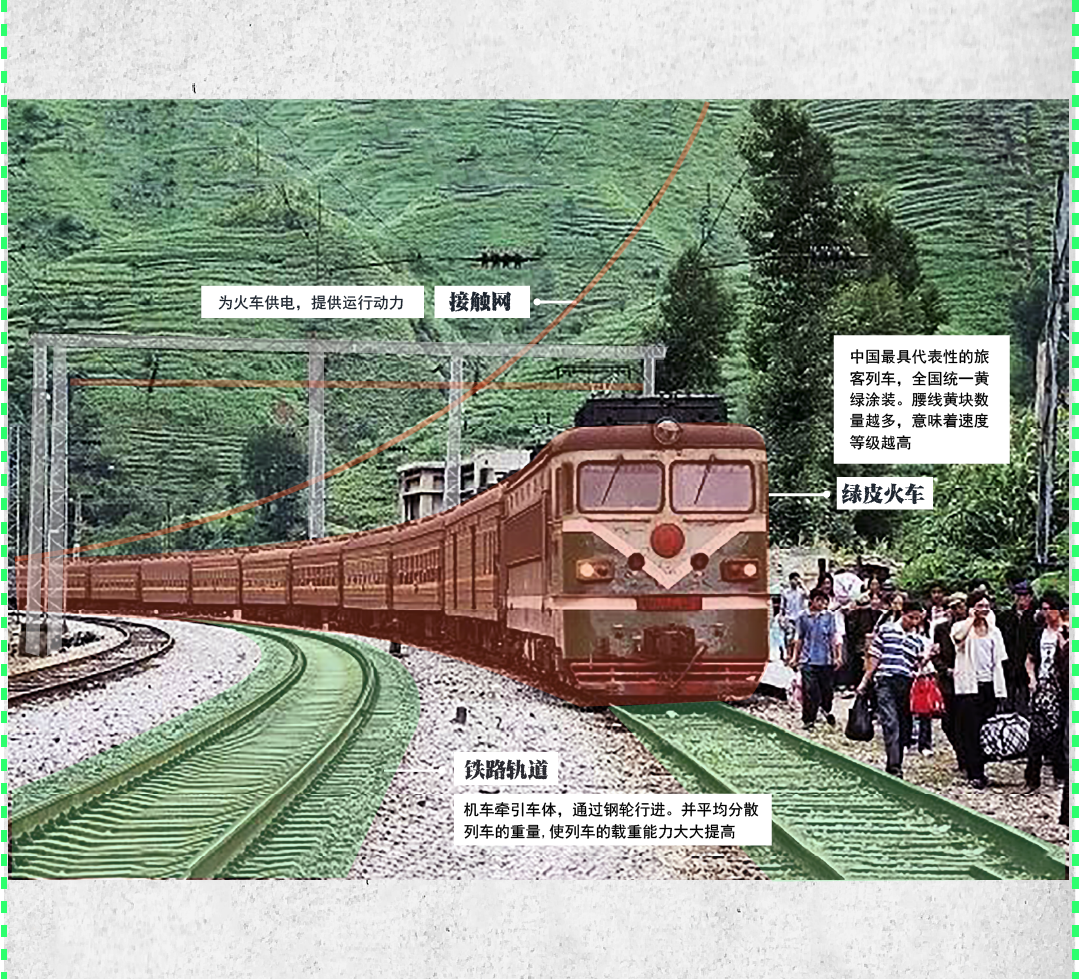 为火车供电，提供运行动力
接触网
中国最具代表性的旅
客列车，全国统一黄
绿涂装。腰线黄块数
量越多，意味着速度
等级越高
绿皮火车
铁路轨道
机车牵引车体，通过钢轮行进。并平均分散
列车的重量,使列车的载重能力大大提高